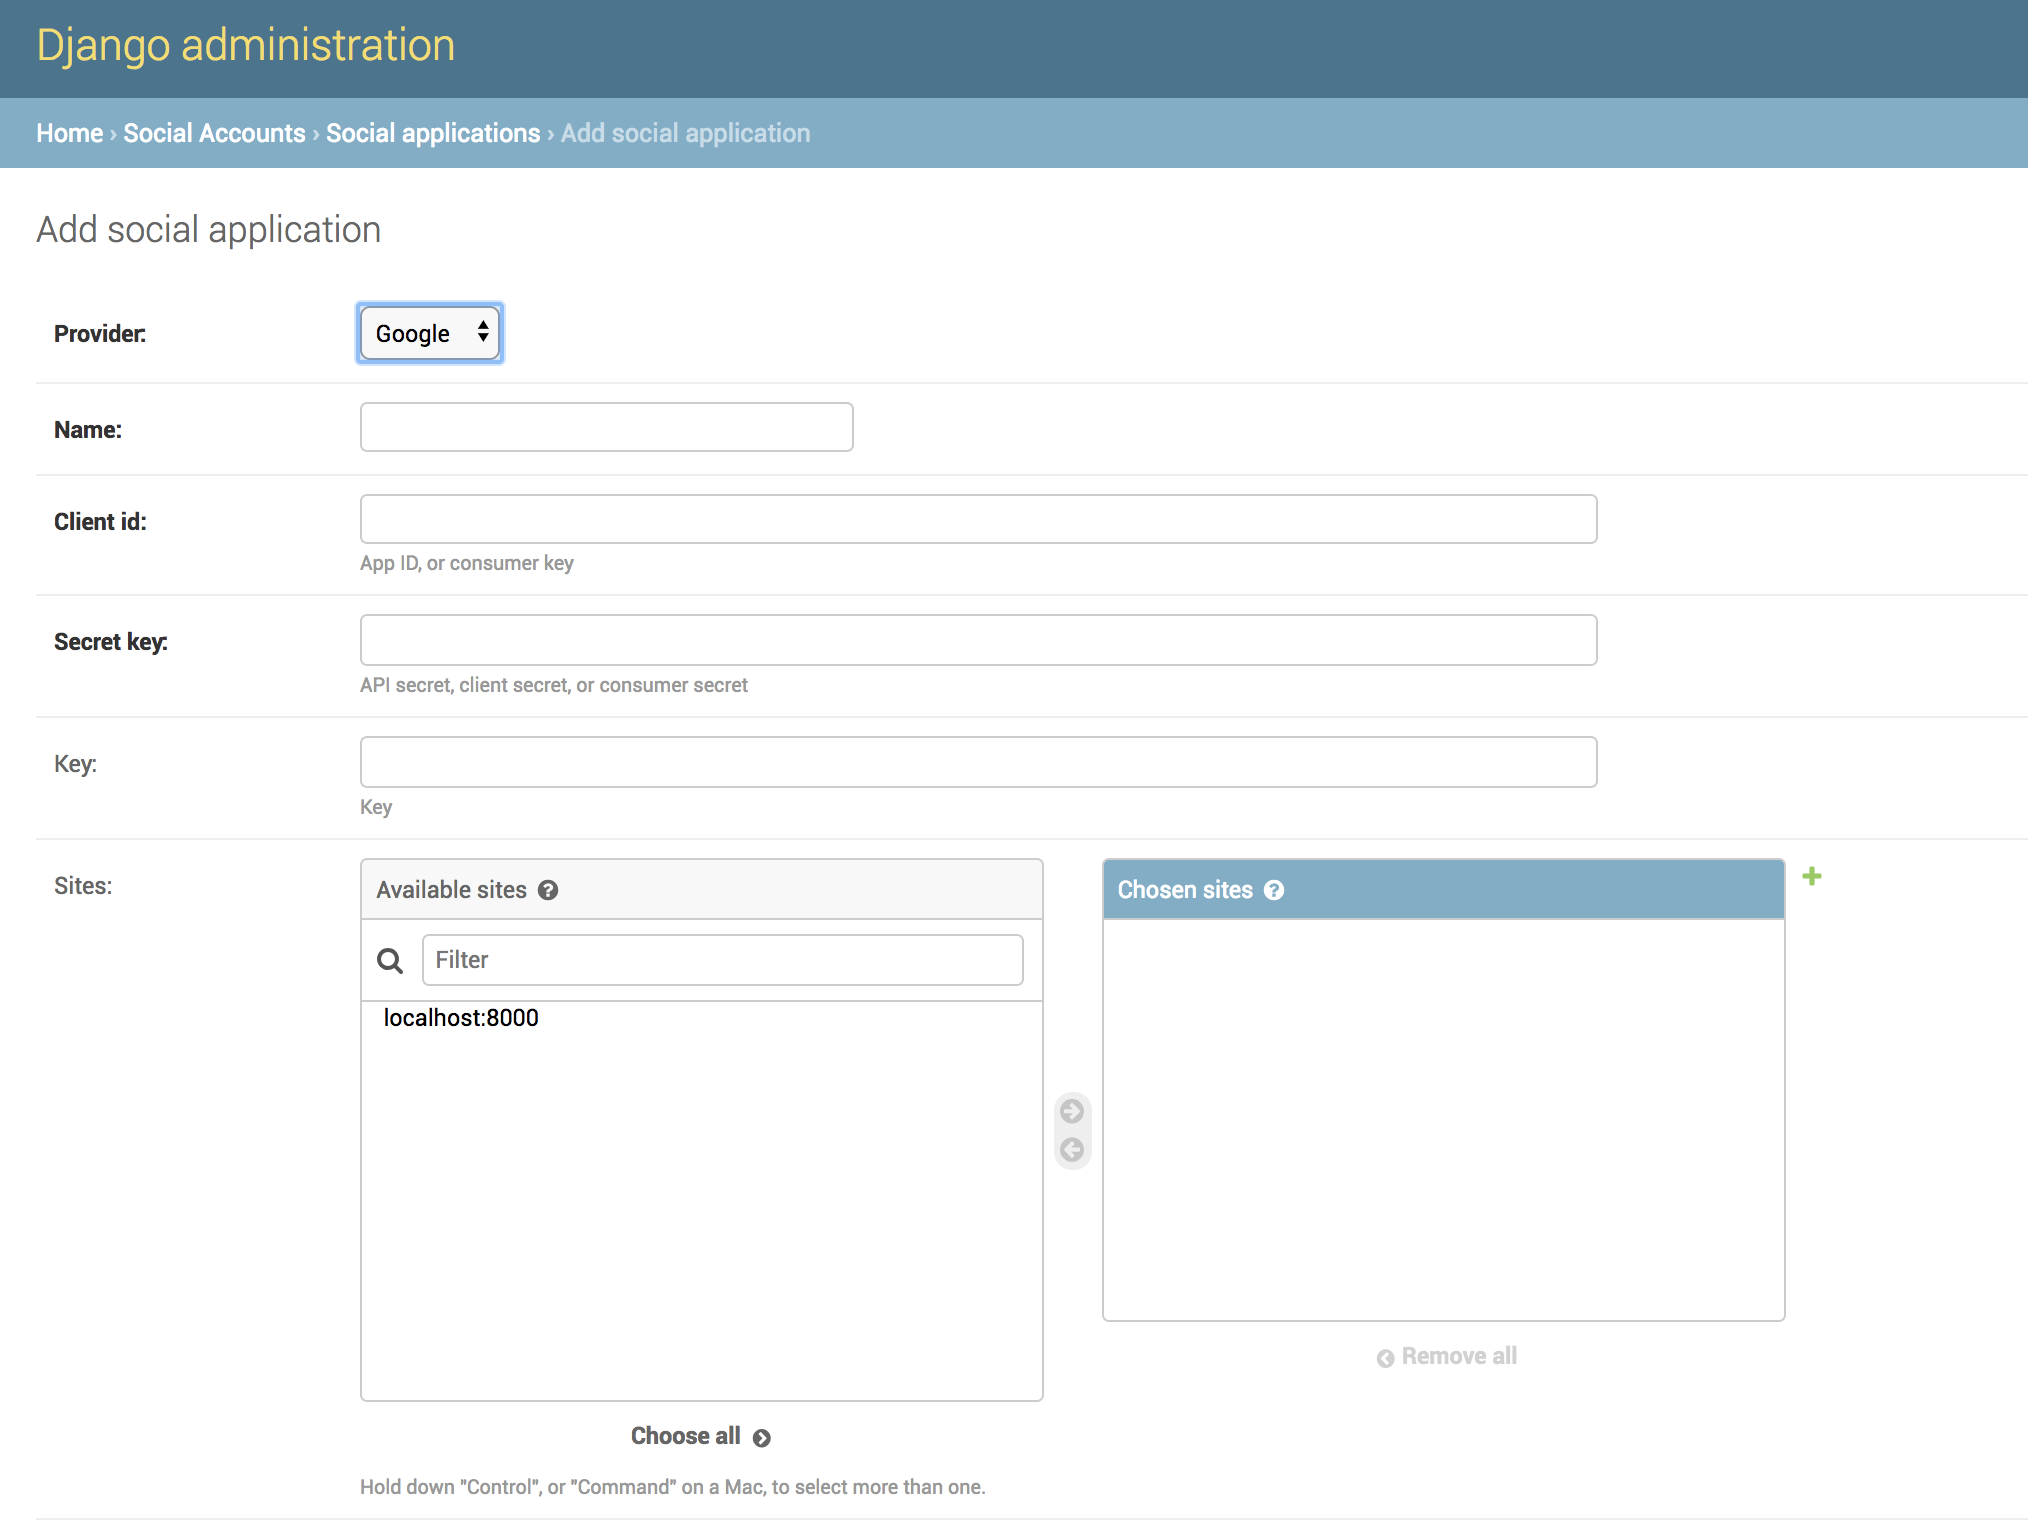 Django administration
Home › Social Accounts › Social applications › Add social application
Add social application
Provider:
Google
Name:
Client id:
App ID, or consumer key
Secret key:
API secret, client secret, or consumer secret
Key:
Key
Sites:
Available sites ?
Chosen sites ?
Filter
localhost:8000
Remove all
Choose all
Hold down "Control", or "Command" on a Mac, to select more than one.